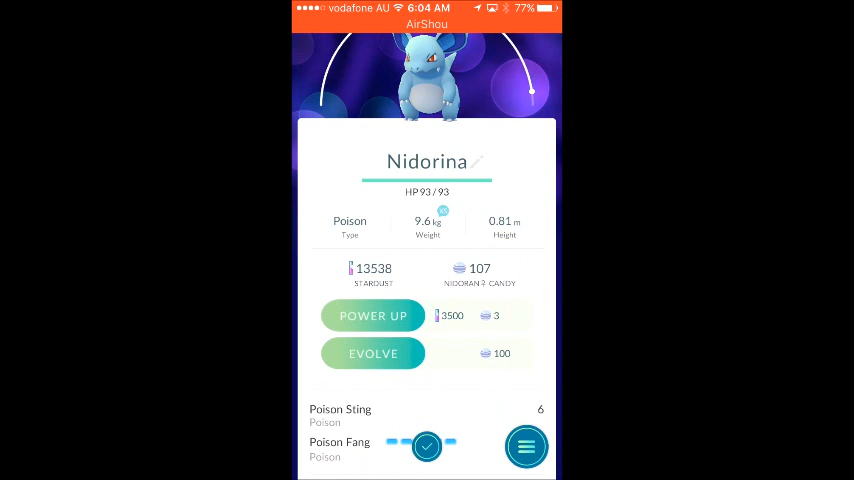 vodafone AU 6:04 AM 77%
AirShou
Nidorina
HP 93 / 93
Poison 9.6 kg XS 0.81 m
Type Weight Height
13538 107
STARDUST NIDORAN♀ CANDY
POWER UP 3500 3
EVOLVE 100
Poison Sting 6
Poison
Poison Fang
Poison